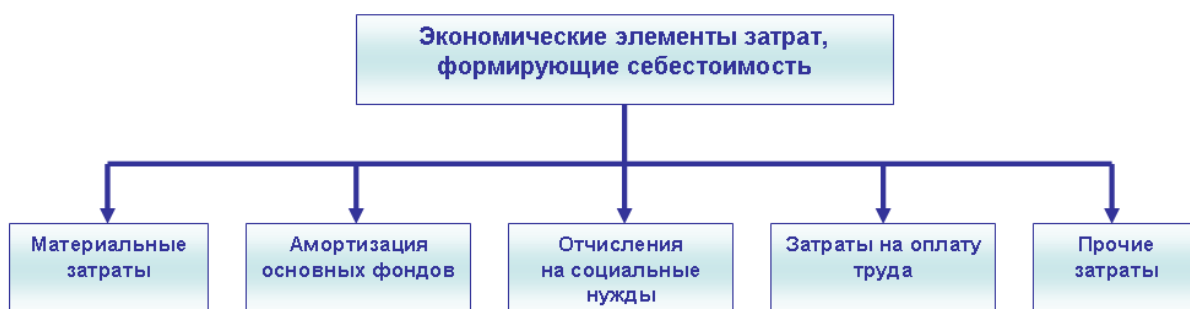 Экономические элементы затрат,
формирующие себестоимость
Материальные
затраты
Амортизация
основных фондов
Отчисления
на социальные
нужды
Затраты на оплату
труда
Прочие
затраты